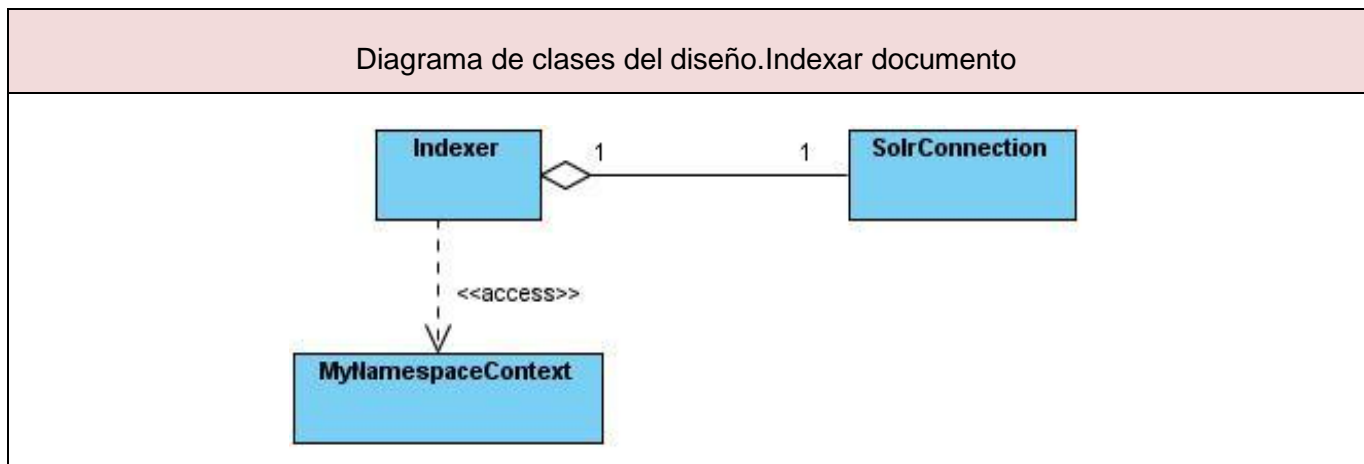 Diagrama de clases del diseño.Indexar documento
Indexer
1
1
SolrConnection
<<access>>
MyNamespaceContext